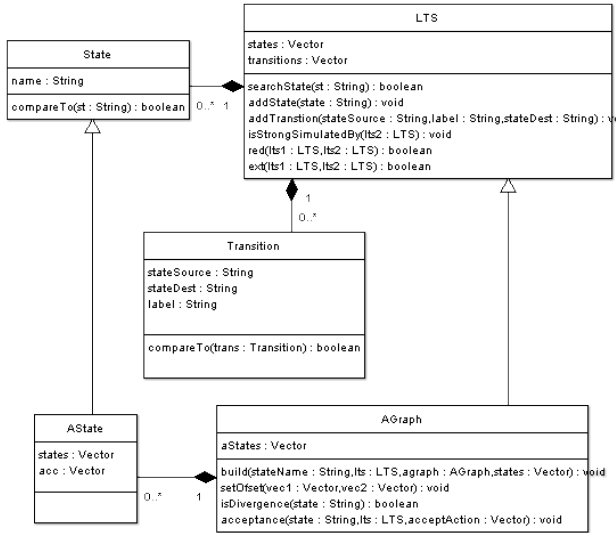 LTS
states : Vector
transitions : Vector
searchState(st : String) : boolean
addState(state : String) : void
addTranstion(stateSource : String,label : String,stateDest : String) : v
isStrongSimulatedBy(lts2 : LTS) : void
red(lts1 : LTS,lts2 : LTS) : boolean
ext(lts1 : LTS,lts2 : LTS) : boolean
State
name : String
compareTo(st : String) : boolean
0..* 1
1
0..*
Transition
stateSource : String
stateDest : String
label : String
compareTo(trans : Transition) : boolean
AState
states : Vector
acc : Vector
0..* 1
AGraph
aStates : Vector
build(stateName : String,lts : LTS,agraph : AGraph,states : Vector) : void
setOfset(vec1 : Vector,vec2 : Vector) : void
isDivergence(state : String) : boolean
acceptance(state : String,lts : LTS,acceptAction : Vector) : void